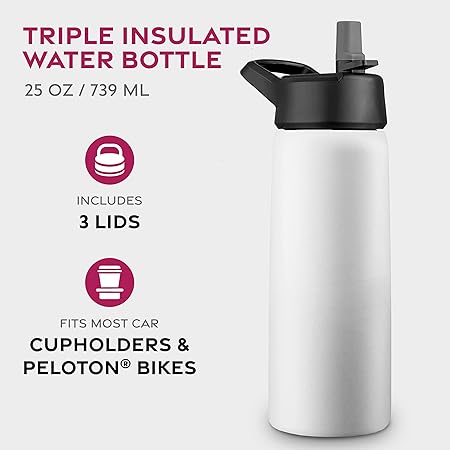 TRIPLE INSULATED
WATER BOTTLE
25 OZ / 739 ML
INCLUDES
3 LIDS
FITS MOST CAR
CUPHOLDERS &
PELOTON® BIKES